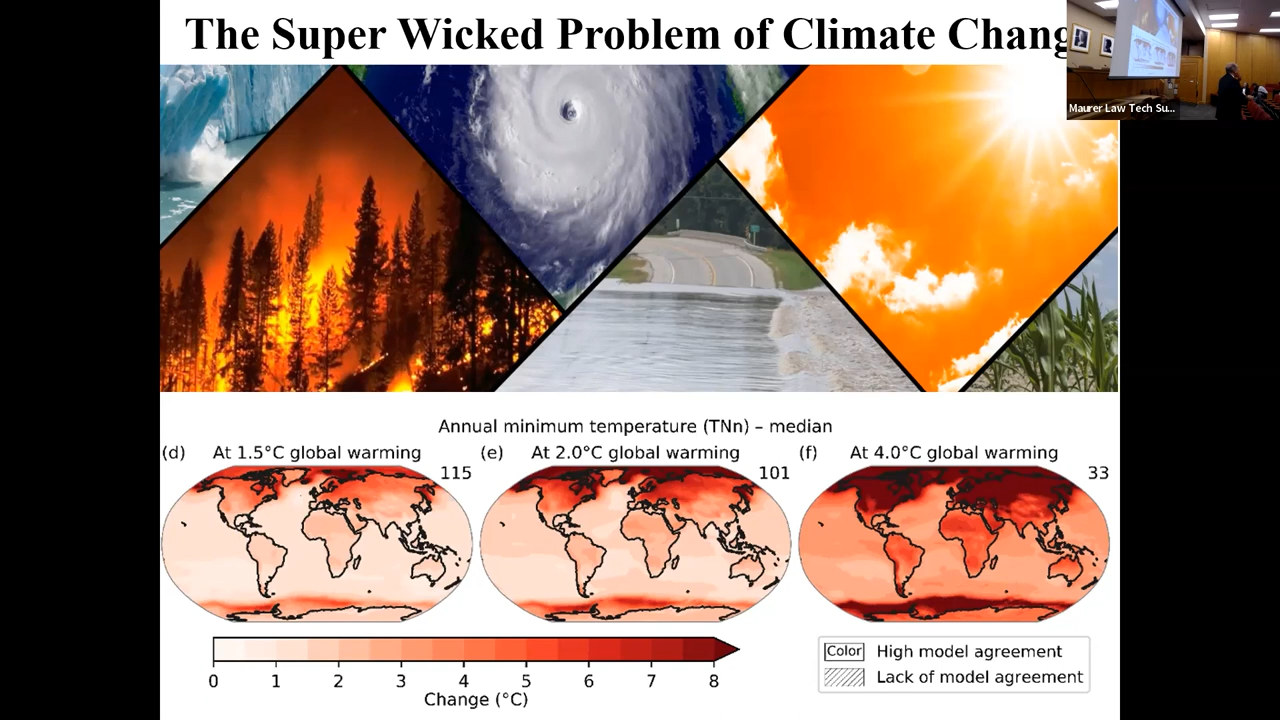 The Super Wicked Problem of Climate Chang
Maurer Law Tech Su...
Annual minimum temperature (TNn) – median
(d) At 1.5°C global warming
115
(e) At 2.0°C global warming
101
(f) At 4.0°C global warming
33
0 1 2 3 4 5 6 7 8
Change (°C)
Color High model agreement
Lack of model agreement